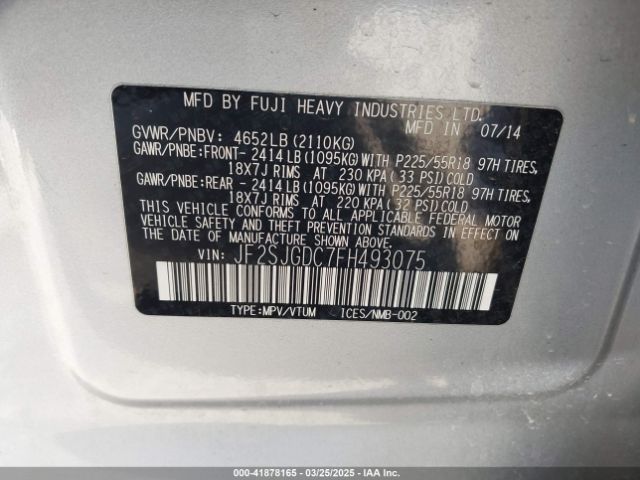 MFD BY FUJI HEAVY INDUSTRIES LTD.
MFD IN 07/14
GVWR/PNBV: 4652LB (2110KG)
GAWR/PNBE:FRONT- 2414 LB (1095KG) WITH P225/55R18 97H TIRES,
18X7J RIMS AT 230 KPA ( 33 PSI) COLD
GAWR/PNBE:REAR - 2414 LB (1095KG) WITH P225/55R18 97H TIRES,
18X7J RIMS AT 220 KPA ( 32 PSI) COLD
THIS VEHICLE CONFORMS TO ALL APPLICABLE FEDERAL MOTOR
VEHICLE SAFETY AND THEFT PREVENTION STANDARDS IN EFFECT ON
THE DATE OF MANUFACTURE SHOWN ABOVE.
VIN: JF2SJGDC7FH493075
TYPE:MPV/VTUM ICES/NMB-002
000-41878165 - 03/25/2025 - IAAI.COM